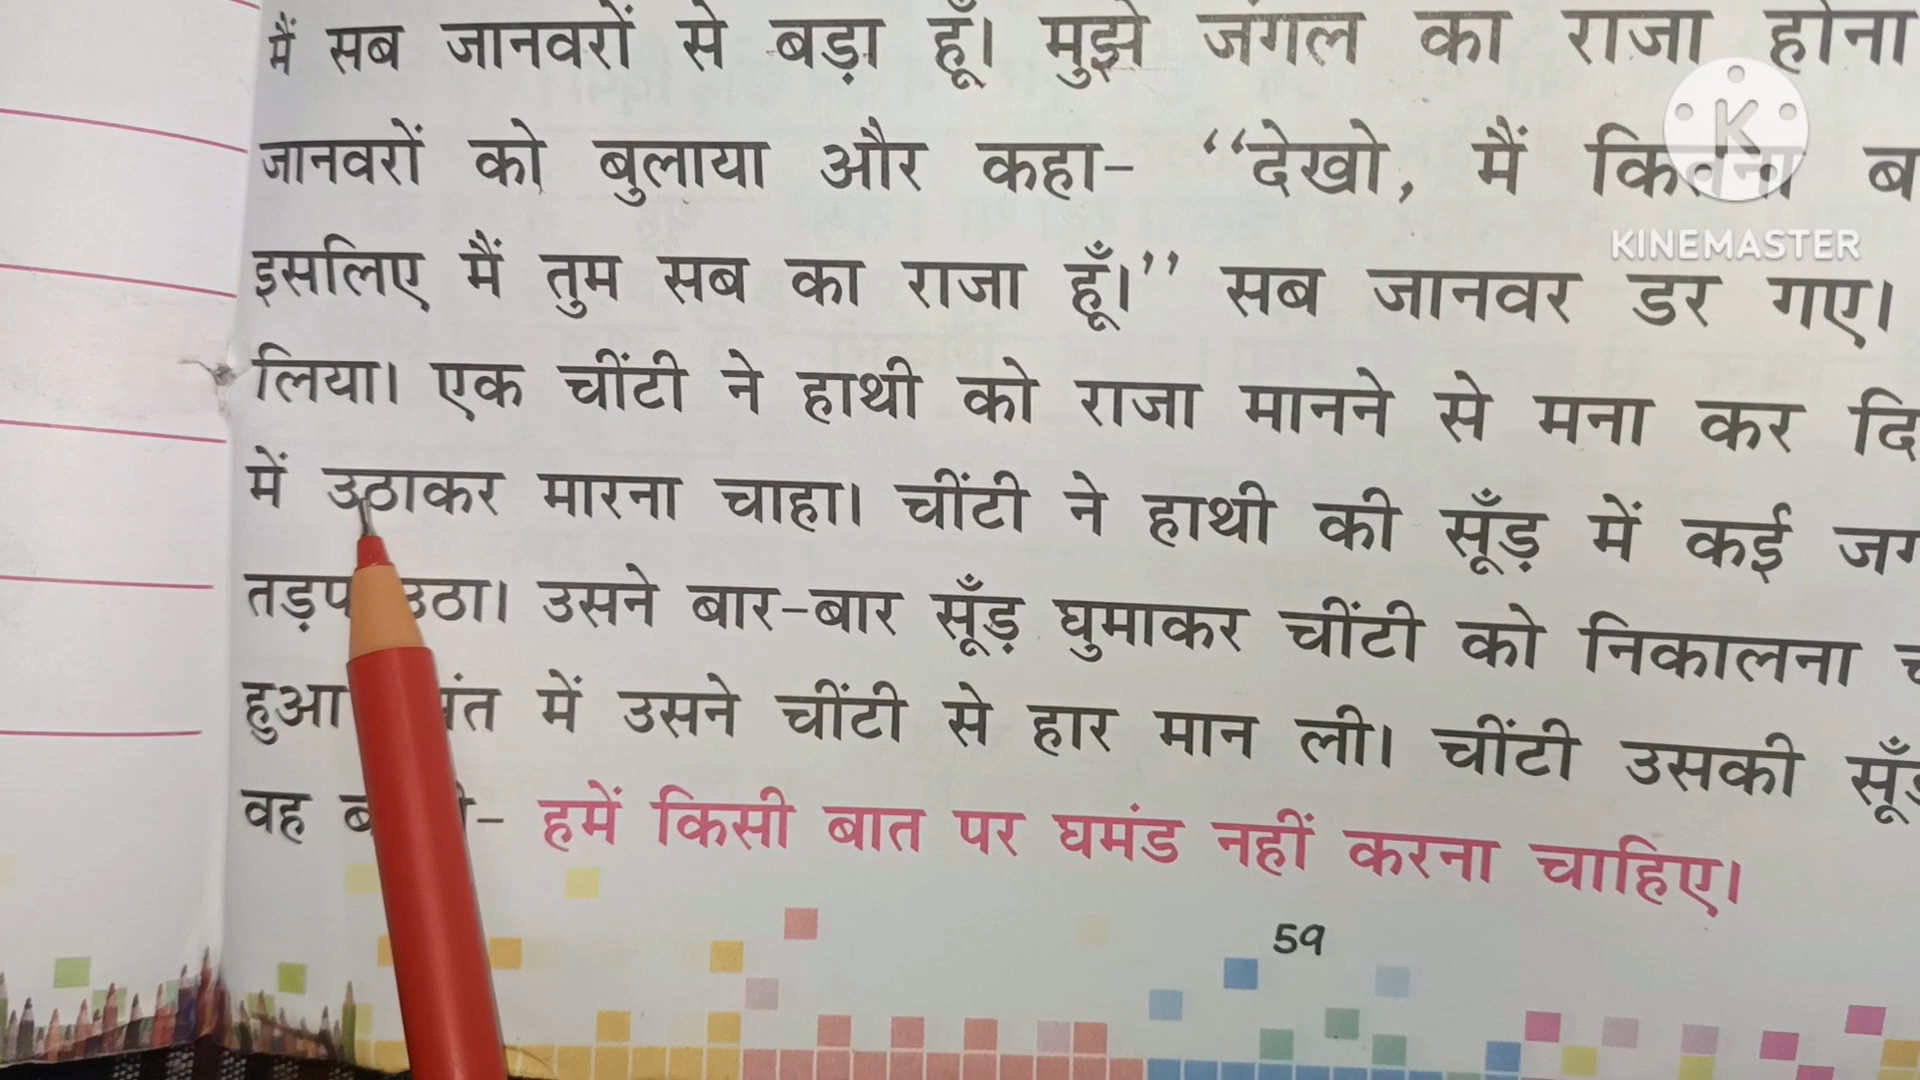 मैं सब जानवरों से बड़ा हूँ। मुझे जंगल का राजा होना
जानवरों को बुलाया और कहा- “देखो, मैं कितना
इसलिए मैं तुम सब का राजा हूँ।” सब जानवर डर गए।
लिया। एक चींटी ने हाथी को राजा मानने से मना कर
में उठाकर मारना चाहा। चींटी ने हाथी की सूँड़ में कई
तड़प उठा। उसने बार-बार सूँड़ घुमाकर चींटी को निकालना
हुआ अंत में उसने चींटी से हार मान ली। चींटी उसकी
वह हमें किसी बात पर घमंड नहीं करना चाहिए।
59
K
KINEMASTER